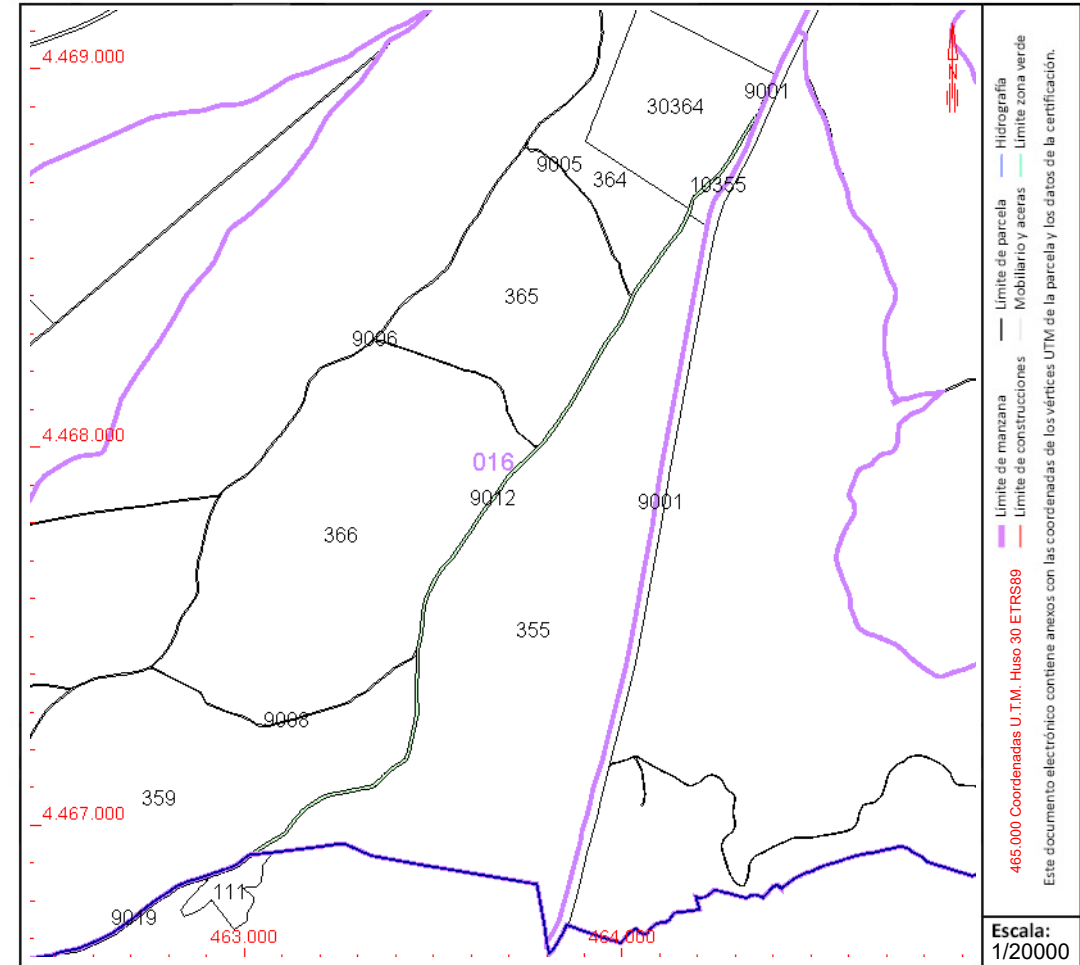 4.469.000
30364
9001
9005
364
10355
365
9006
4.468.000
016
9012
9001
366
355
9008
359
4.467.000
111
9019
463.000
464.000
N
Límite de manzana
Límite de parcela
Hidrografía
465.000 Coordenadas U.T.M. Huso 30 ETRS89
Límite de construcciones
Mobiliario y aceras
Límite zona verde
Este documento electrónico contiene anexos con las coordenadas de los vértices UTM de la parcela y los datos de la certificación.
Escala:
1/20000